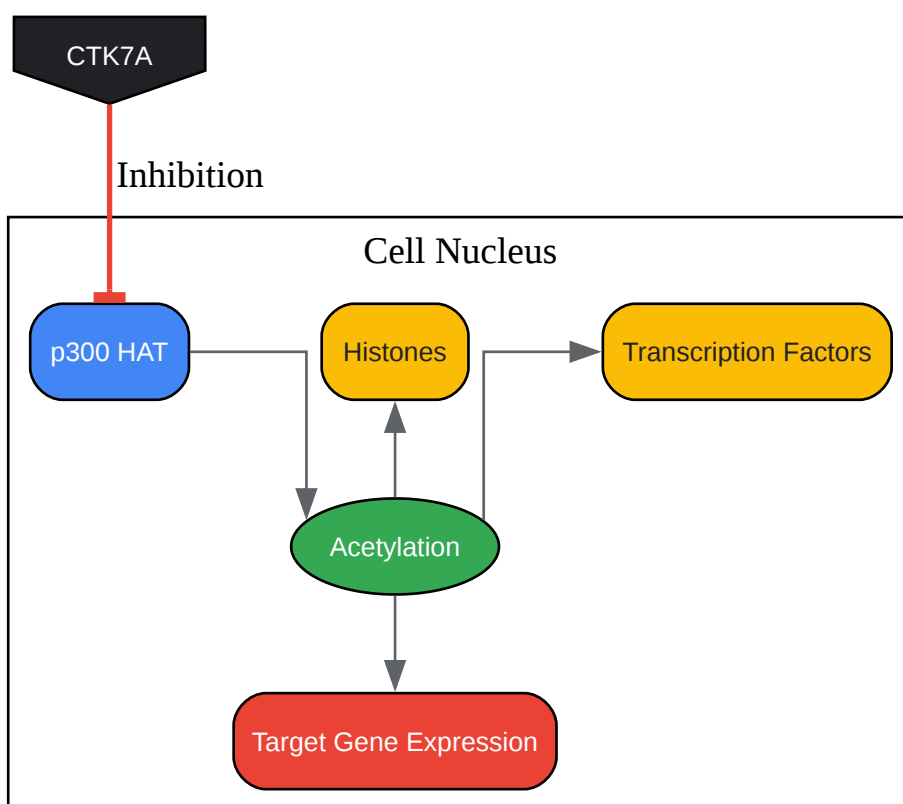 CTK7A
Inhibition
Cell Nucleus
p300 HAT
Histones
Transcription Factors
Acetylation
Target Gene Expression